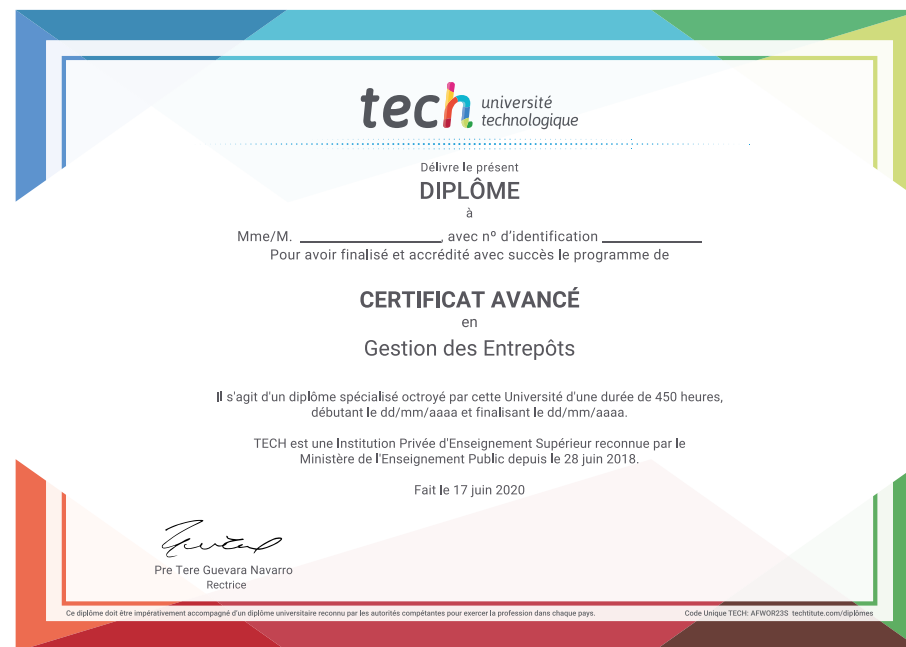 tech université
technologique
Délivre le présent
DIPLÔME
à
Mme/M. ____________________, avec nº d'identification ______________
Pour avoir finalisé et accrédité avec succès le programme de
CERTIFICAT AVANCÉ
en
Gestion des Entrepôts
Il s'agit d'un diplôme spécialisé octroyé par cette Université d'une durée de 450 heures,
débutant le dd/mm/aaaa et finalisant le dd/mm/aaaa.
TECH est une Institution Privée d'Enseignement Supérieur reconnue par le
Ministère de l'Enseignement Public depuis le 28 juin 2018.
Fait le 17 juin 2020
Pre Tere Guevara Navarro
Rectrice
Ce diplôme doit être impérativement accompagné d'un diplôme universitaire reconnu par les autorités compétantes pour exercer la profession dans chaque pays.
Code Unique TECH: AFWOR23S techtitute.com/diplômes